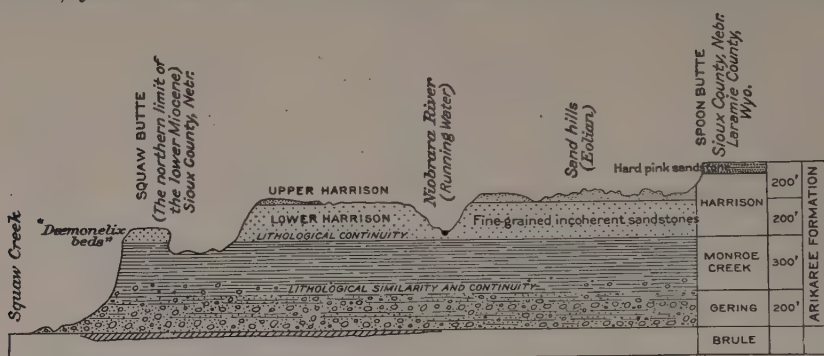 Squaw Creek
"Dæmonelix
beds"
SQUAW BUTTE
(The northern limit of
the lower Miocene)
Sioux County, Nebr.
UPPER HARRISON
LOWER HARRISON
LITHOLOGICAL CONTINUITY
LITHOLOGICAL SIMILARITY AND CONTINUITY
Niobrara River
(Running Water)
Sand hills
(Eolian)
Fine-grained incoherent sandstones
Hard pink sandstone
SPOON BUTTE
Sioux County, Nebr.
Laramie County,
Wyo.
HARRISON
200'
200'
MONROE
CREEK
300'
GERING
200'
BRULE
ARIKAREE FORMATION